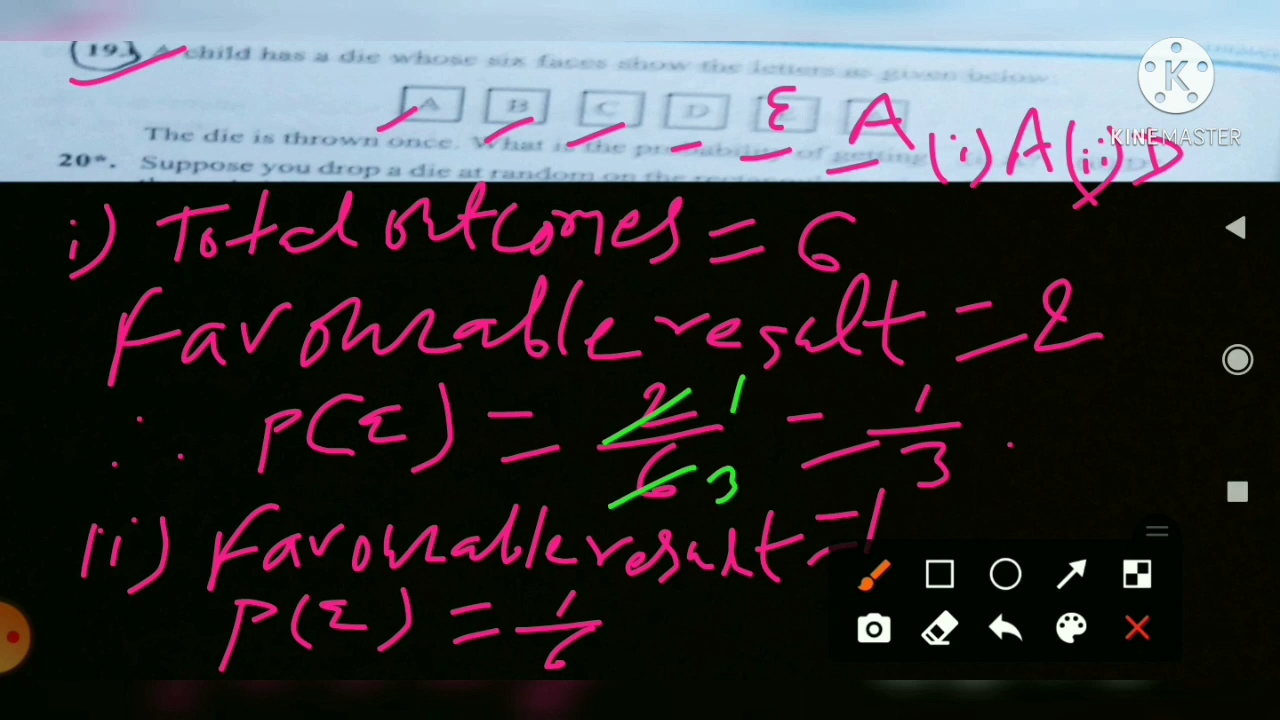 19. A child has a die whose six faces show the letters as given below
A B C D E A
The die is thrown once. What is the probability of getting (i) A (ii) D
20*. Suppose you drop a die at random on the
KINEMASTER
i) Total outcomes = 6
Favourable result = 2
∴ P(E) = 2/6 1/3 = 1/3
ii) Favourable result = 1
P(E) = 1/6